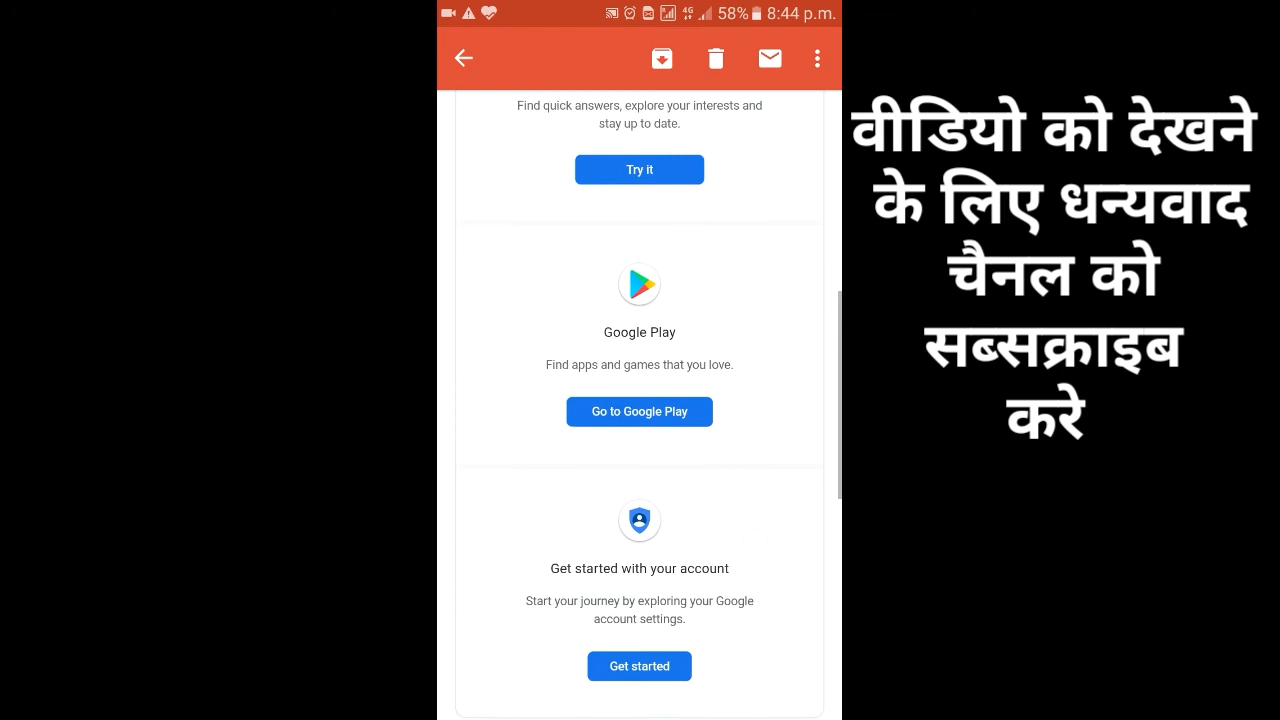 4G 58% 8:44 p.m.
Find quick answers, explore your interests and
stay up to date.
Try it
Google Play
Find apps and games that you love.
Go to Google Play
Get started with your account
Start your journey by exploring your Google
account settings.
Get started
वीडियो को देखने
के लिए धन्यवाद
चैनल को
सब्सक्राइब
करे